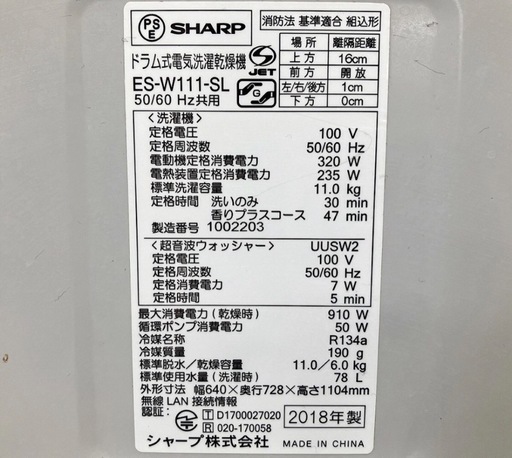 PS
E
SHARP
ドラム式電気洗濯乾燥機
JET
ES-W111-SL
50/60 Hz共用
G
消防法 基準適合 組込形
場所 離隔距離
上方 16cm
前方 開放
左/右/後方 1cm
下方 0cm
<洗濯機>
定格電圧 100 V
定格周波数 50/60 Hz
電動機定格消費電力 320 W
電熱装置定格消費電力 235 W
標準洗濯容量 11.0 kg
定格時間 洗いのみ 30 min
香りプラスコース 47 min
製造番号 1002203
<超音波ウォッシャー> UUSW2
定格電圧 100 V
定格周波数 50/60 Hz
定格消費電力 7 W
定格時間 5 min
最大消費電力(乾燥時) 910 W
循環ポンプ消費電力 50 W
冷媒名称 R134a
冷媒質量 190 g
標準脱水/乾燥容量 11.0/6.0 kg
標準使用水量(洗濯時) 78 L
外形寸法 幅640×奥行728×高さ1104mm
無線 LAN 接続情報
認証: T D1700027020
R 020-170058
2018年製
シャープ株式会社 MADE IN CHINA